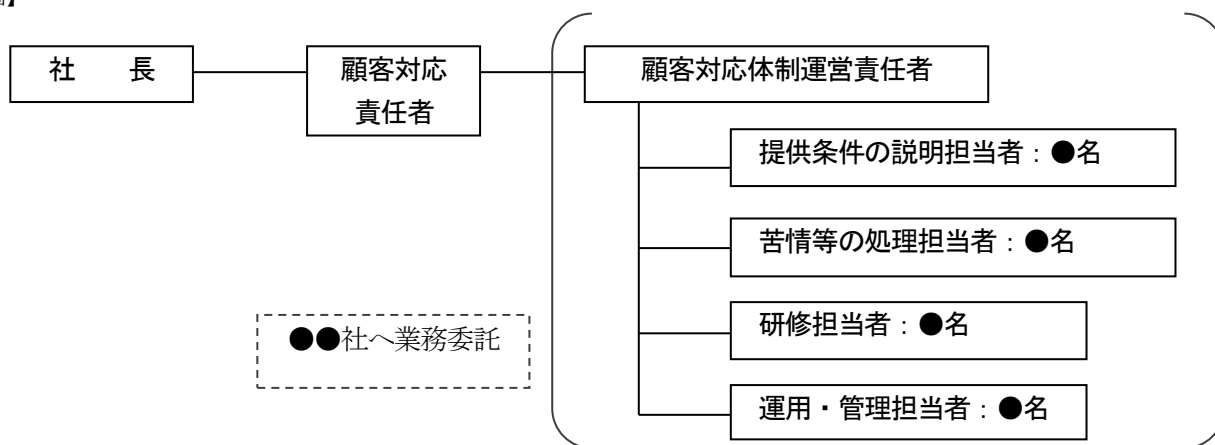 】
社　長
顧客対応
責任者
顧客対応体制運営責任者
提供条件の説明担当者：●名
苦情等の処理担当者：●名
研修担当者：●名
運用・管理担当者：●名
●●社へ業務委託